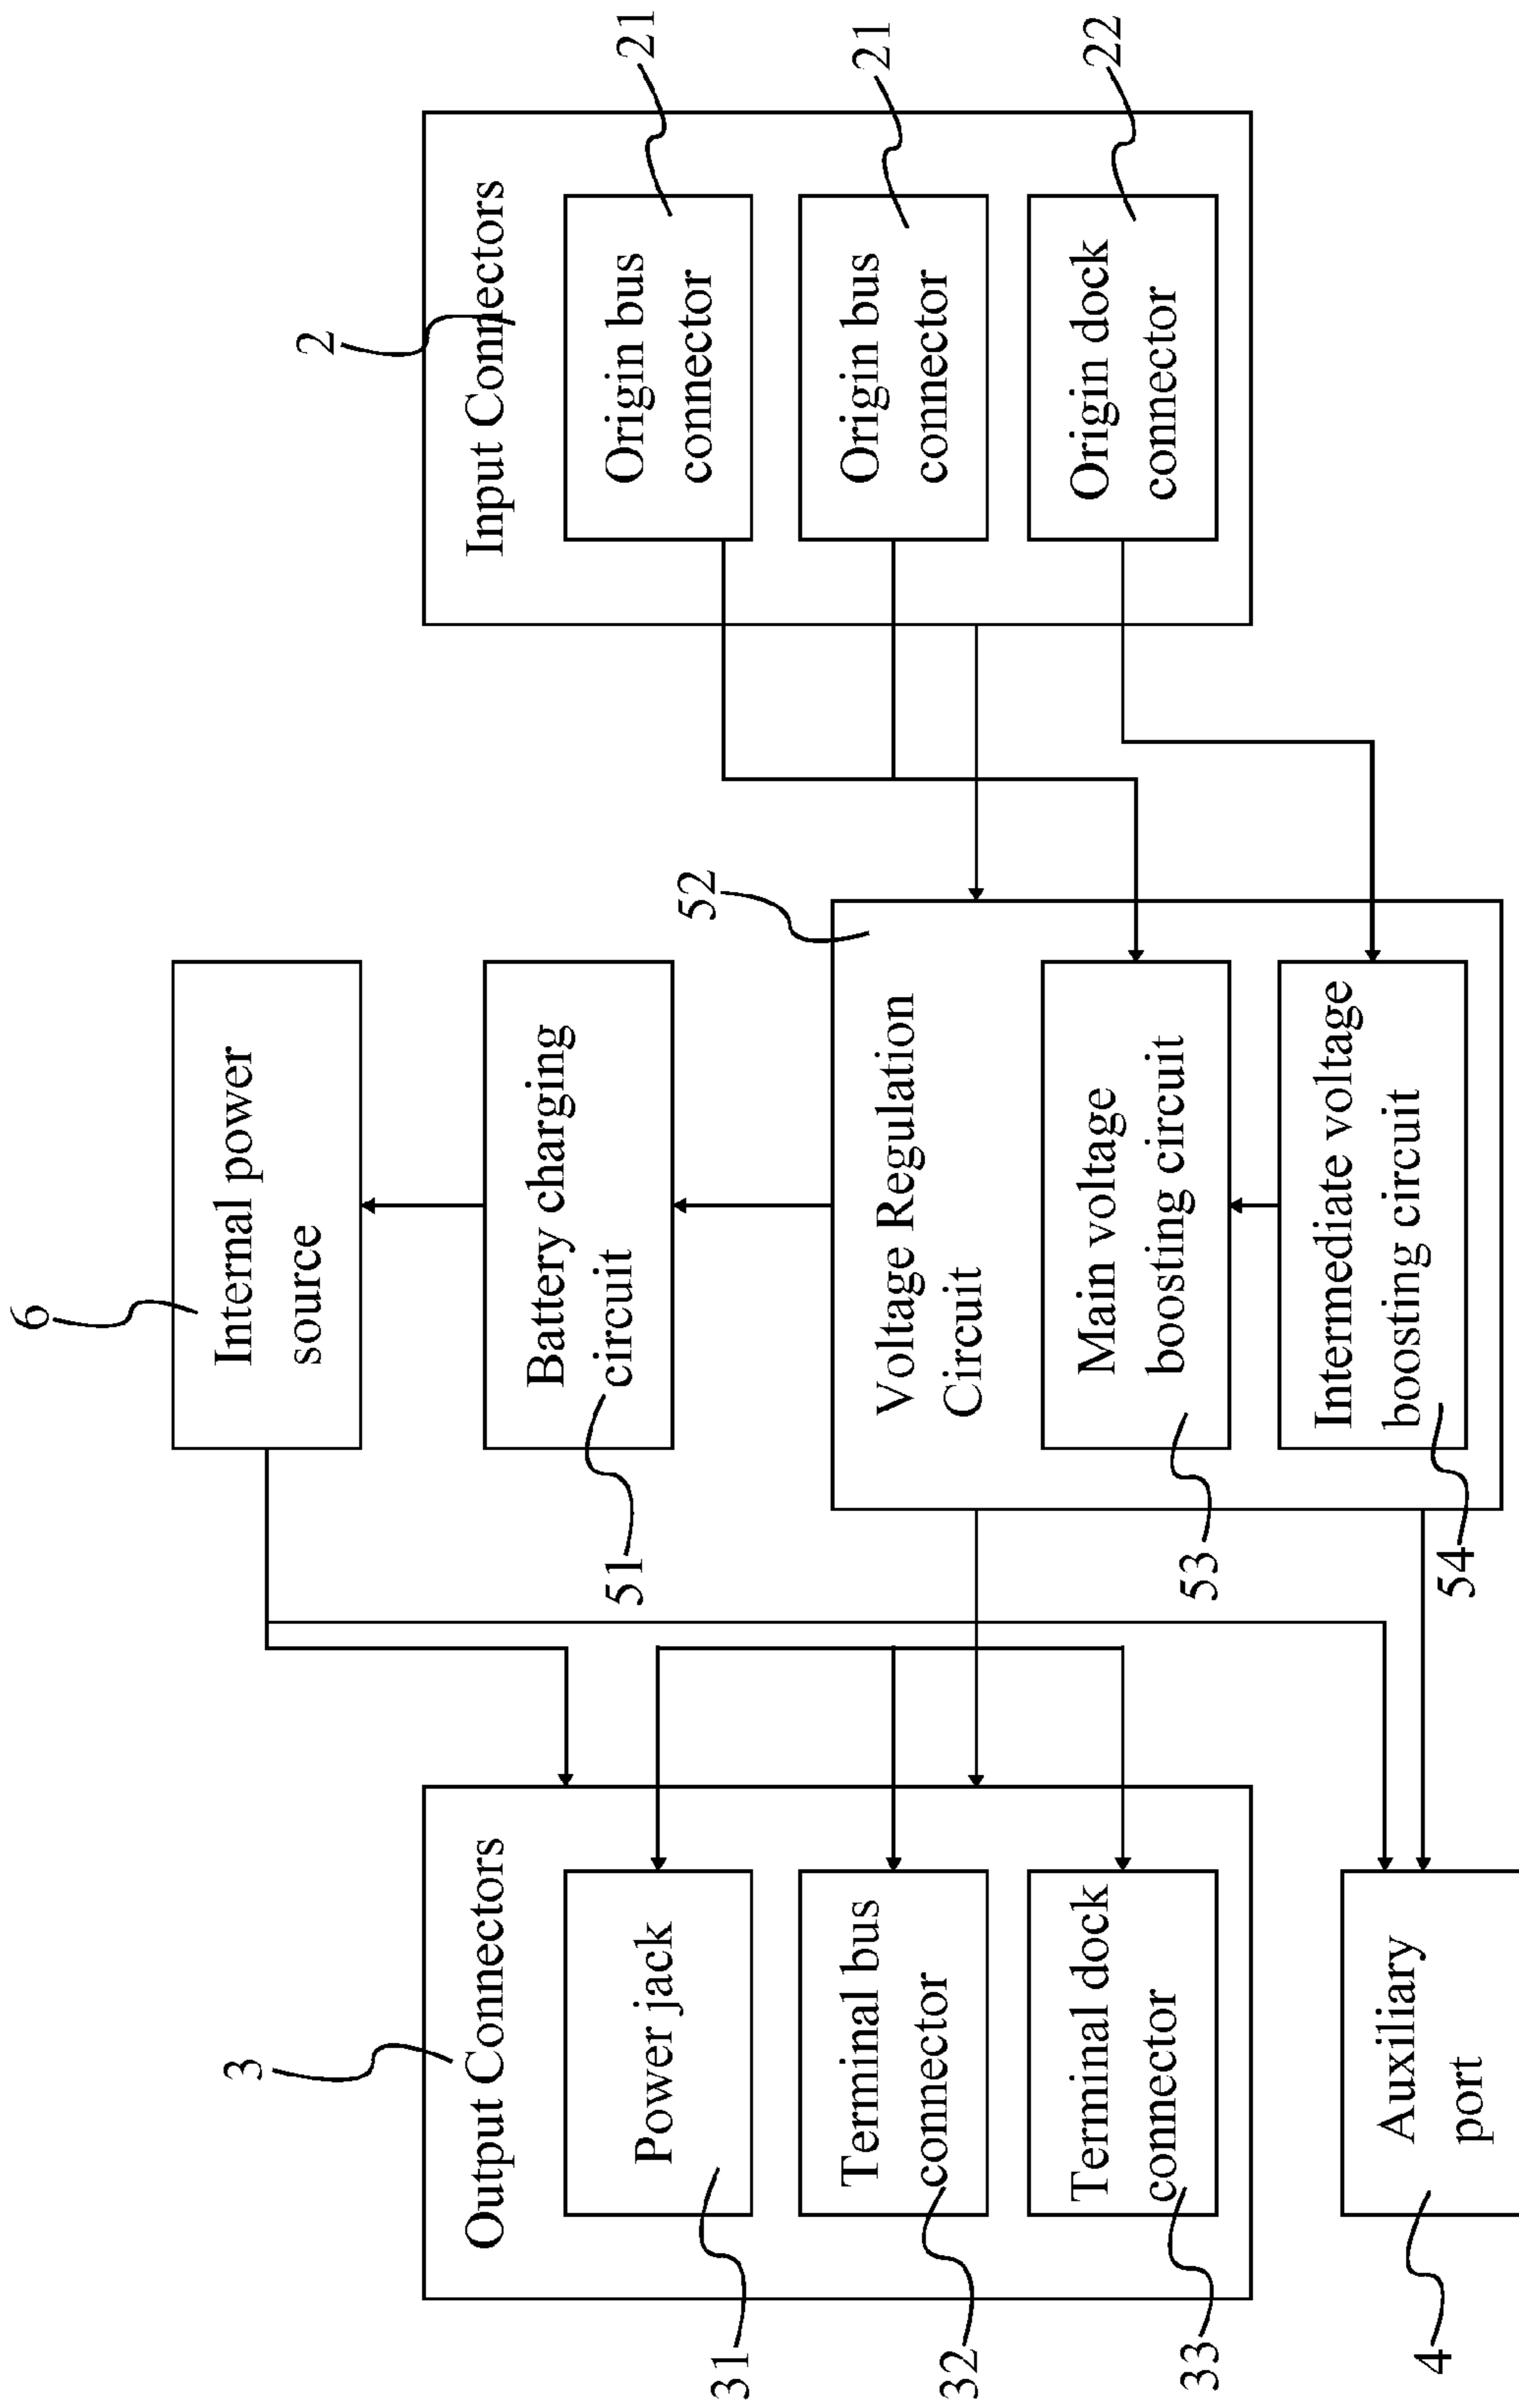 6
Internal power
source
51
Battery charging
circuit
52
Voltage Regulation
Circuit
53
Main voltage
boosting circuit
54
Intermediate voltage
boosting circuit
3
Output Connectors
31
Power jack
32
Terminal bus
connector
33
Terminal dock
connector
4
Auxiliary
port
2
Input Connectors
21
Origin bus
connector
21
Origin bus
connector
22
Origin dock
connector